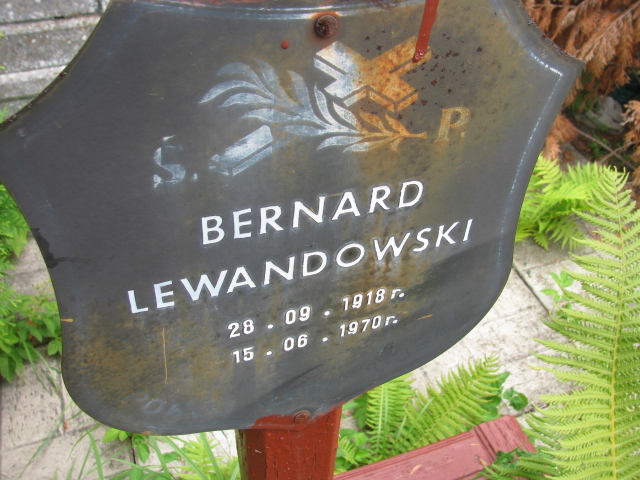 Ś. P.
BERNARD
LEWANDOWSKI
28 • 09 • 1918 r.
15 • 06 • 1970 r.